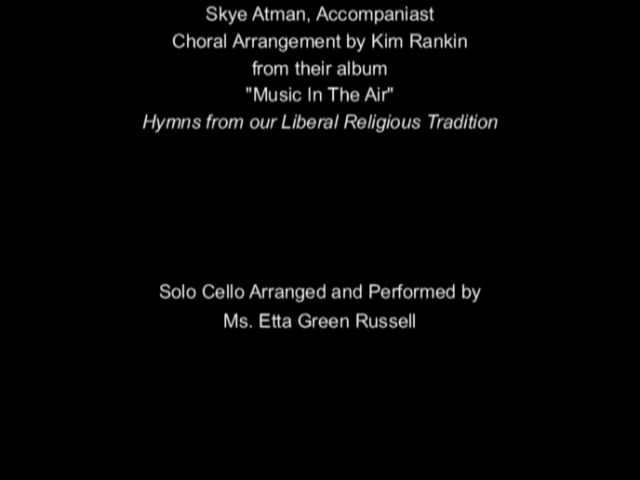 Skye Atman, Accompaniast
Choral Arrangement by Kim Rankin
from their album
"Music In The Air"
Hymns from our Liberal Religious Tradition
Solo Cello Arranged and Performed by
Ms. Etta Green Russell